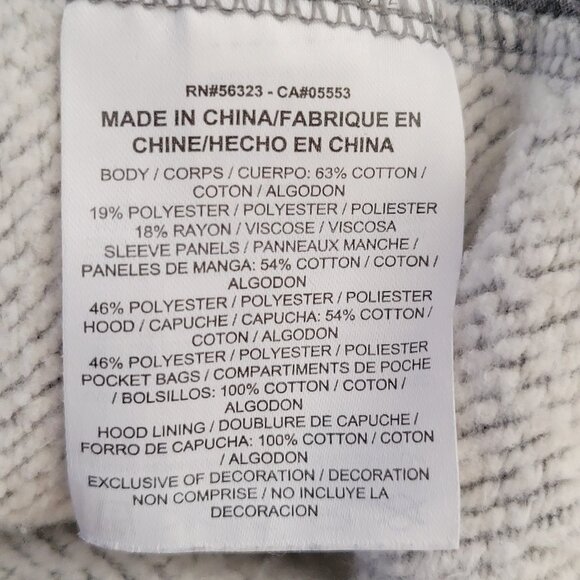 RN#56323 - CA#05553
MADE IN CHINA/FABRIQUE EN
CHINE/HECHO EN CHINA
BODY / CORPS / CUERPO: 63% COTTON /
COTON / ALGODON
19% POLYESTER / POLYESTER / POLIESTER
18% RAYON / VISCOSE / VISCOSA
SLEEVE PANELS / PANNEAUX MANCHE /
PANELES DE MANGA: 54% COTTON / COTON /
ALGODON
46% POLYESTER / POLYESTER / POLIESTER
HOOD / CAPUCHE / CAPUCHA: 54% COTTON /
COTON / ALGODON
46% POLYESTER / POLYESTER / POLIESTER
POCKET BAGS / COMPARTIMENTS DE POCHE
/ BOLSILLOS: 100% COTTON / COTON /
ALGODON
HOOD LINING / DOUBLURE DE CAPUCHE /
FORRO DE CAPUCHA: 100% COTTON / COTON
/ ALGODON
EXCLUSIVE OF DECORATION / DECORATION
NON COMPRISE / NO INCLUYE LA
DECORACION